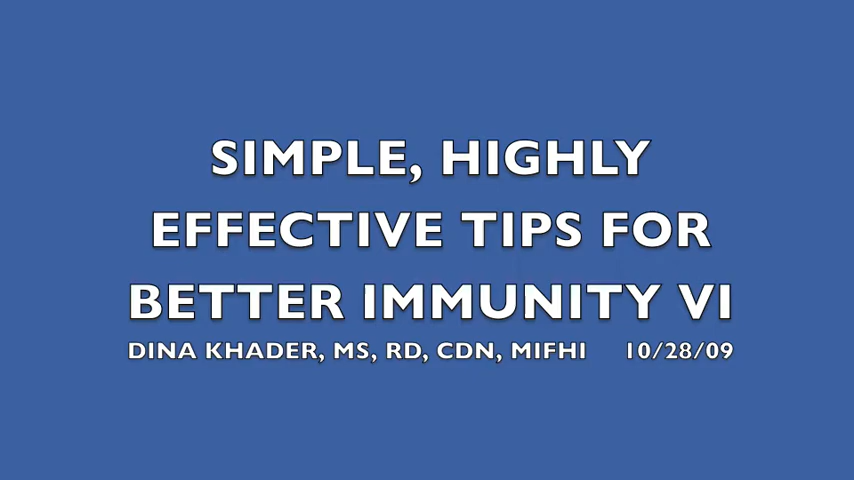 SIMPLE, HIGHLY
EFFECTIVE TIPS FOR
BETTER IMMUNITY VI
DINA KHADER, MS, RD, CDN, MIFHI 10/28/09